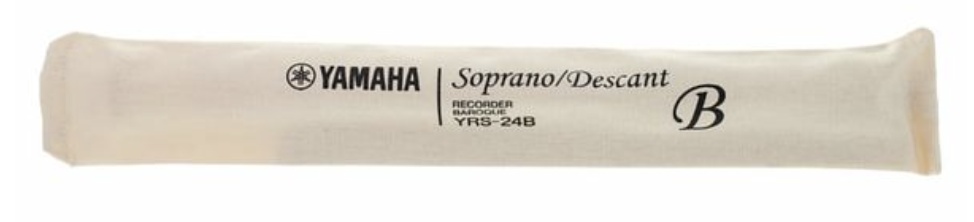 YAMAHA
Soprano/Descant
RECORDER
BAROQUE
YRS-24B
B